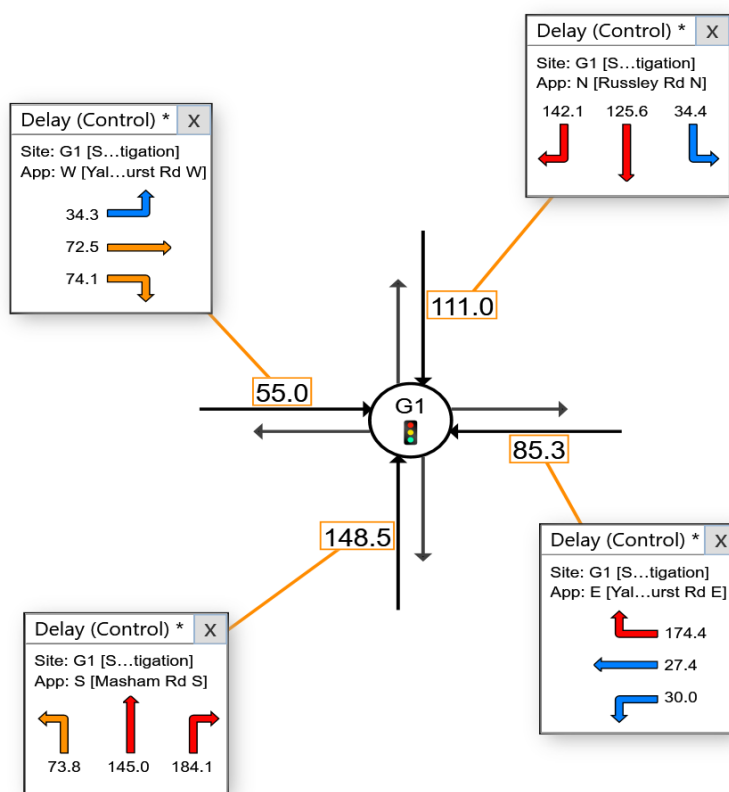 Delay (Control) * X
Site: G1 [S...tigation]
App: N [Russley Rd N]
142.1 125.6 34.4
Delay (Control) * X
Site: G1 [S...tigation]
App: W [Yal...urst Rd W]
34.3
72.5
74.1
111.0
55.0
G1
85.3
148.5
Delay (Control) * X
Site: G1 [S...tigation]
App: E [Yal...urst Rd E]
174.4
27.4
30.0
Delay (Control) * X
Site: G1 [S...tigation]
App: S [Masham Rd S]
73.8 145.0 184.1